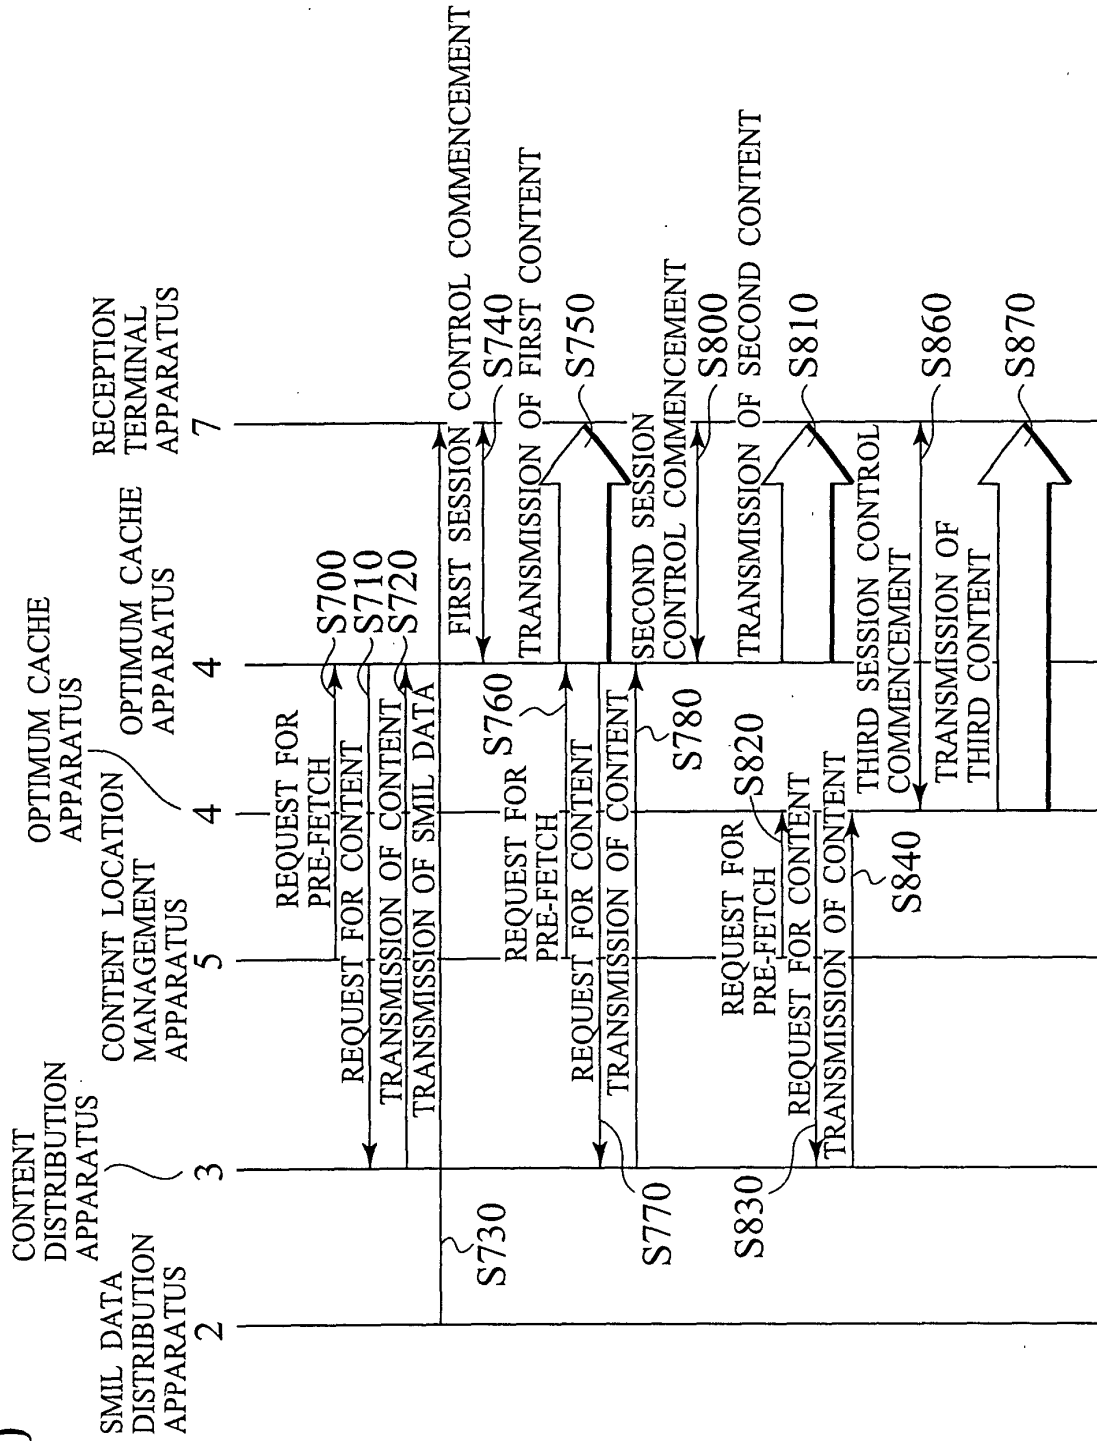 SMIL DATA
DISTRIBUTION
APPARATUS
2
CONTENT
DISTRIBUTION
APPARATUS
3
CONTENT LOCATION
MANAGEMENT
APPARATUS
5
OPTIMUM CACHE
APPARATUS
4
OPTIMUM CACHE
APPARATUS
4
RECEPTION
TERMINAL
APPARATUS
7
REQUEST FOR
PRE-FETCH
S700
REQUEST FOR CONTENT
S710
TRANSMISSION OF CONTENT
S720
TRANSMISSION OF SMIL DATA
S730
FIRST SESSION CONTROL COMMENCEMENT
S740
TRANSMISSION OF FIRST CONTENT
S750
REQUEST FOR
PRE-FETCH
S760
REQUEST FOR CONTENT
S770
TRANSMISSION OF CONTENT
S780
SECOND SESSION
CONTROL COMMENCEMENT
S800
TRANSMISSION OF SECOND CONTENT
S810
REQUEST FOR
PRE-FETCH
S820
REQUEST FOR CONTENT
S830
TRANSMISSION OF CONTENT
S840
THIRD SESSION CONTROL
COMMENCEMENT
S860
TRANSMISSION OF
THIRD CONTENT
S870